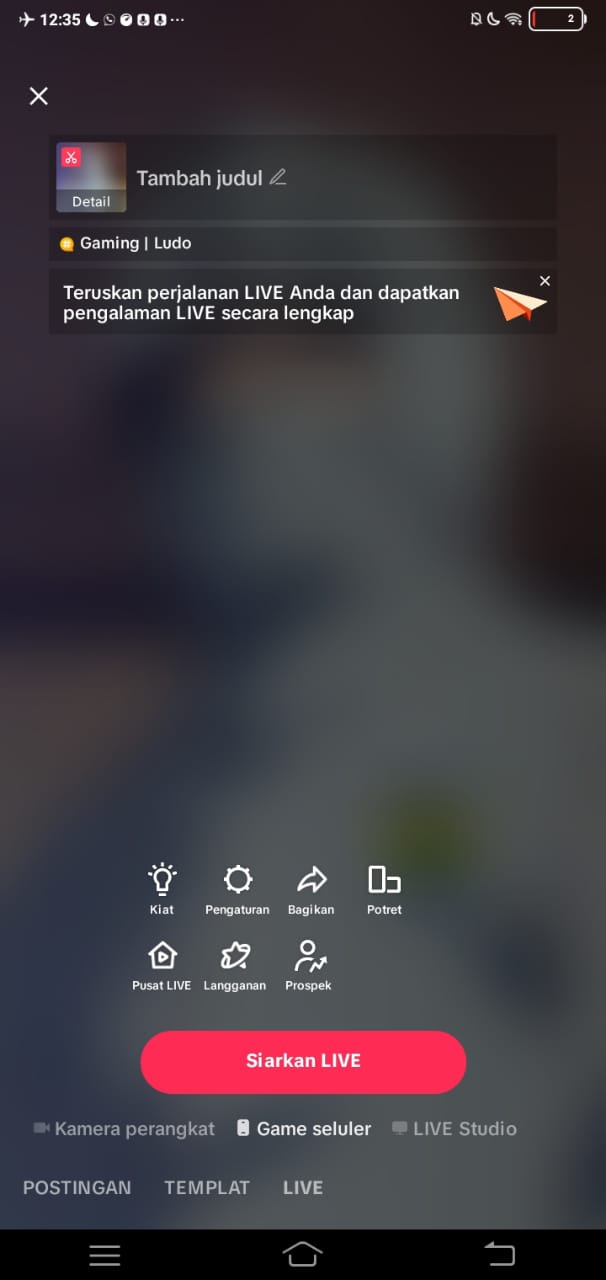 12:35
2
Tambah judul
Detail
Gaming | Ludo
Teruskan perjalanan LIVE Anda dan dapatkan
pengalaman LIVE secara lengkap
Kiat
Pengaturan
Bagikan
Potret
Pusat LIVE
Langganan
Prospek
Siarkan LIVE
Kamera perangkat
Game seluler
LIVE Studio
POSTINGAN
TEMPLAT
LIVE